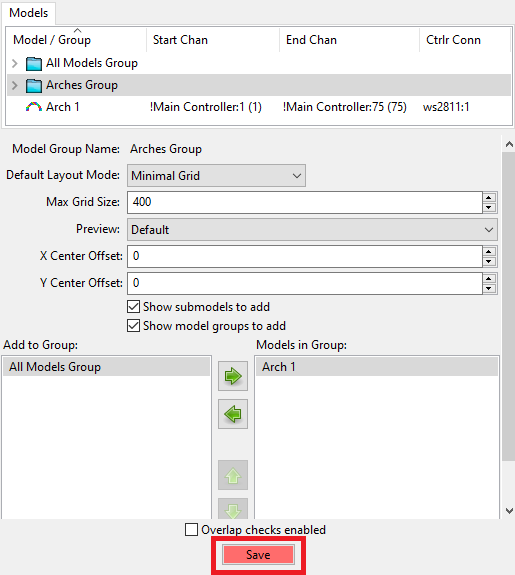 Models
Model / Group Start Chan End Chan Ctrlr Conn
All Models Group
Arches Group
Arch 1 !Main Controller:1 (1) !Main Controller:75 (75) ws2811:1
Model Group Name: Arches Group
Default Layout Mode: Minimal Grid
Max Grid Size: 400
Preview: Default
X Center Offset: 0
Y Center Offset: 0
Show submodels to add
Show model groups to add
Add to Group: Models in Group:
All Models Group Arch 1
Overlap checks enabled
Save